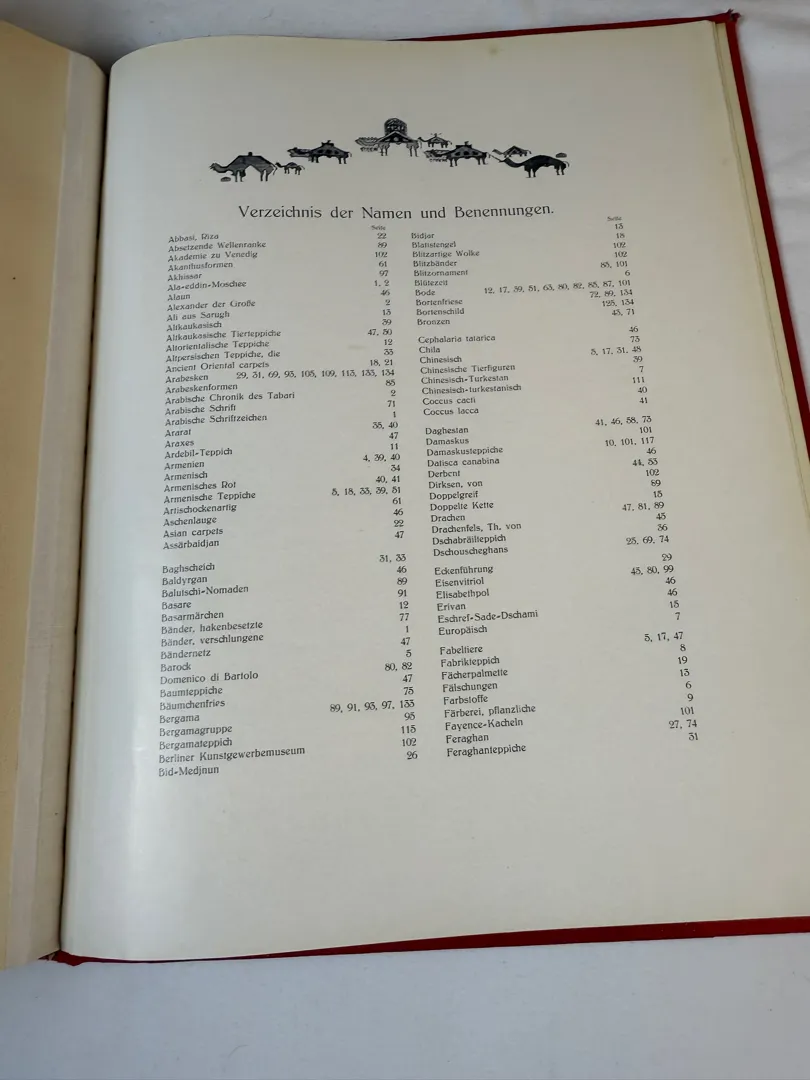 Verzeichnis der Namen und Benennungen.
Seite
Abbasi, Riza 22
Absetzende Wellenranke 89
Akademie zu Venedig 102
Akanthusformen 61
Akhissar 97
Ala-eddin-Moschee 1, 2
Alaun 46
Alexander der Große 2
Ali aus Sarugh 13
Altkaukasisch 39
Altkaukasische Tierteppiche 47, 50
Altorientalische Teppiche 12
Altpersischen Teppiche, die 33
Ancient Oriental carpets 18, 21
Arabesken 29, 31, 69, 93, 105, 109, 113, 133, 134
Arabeskenformen 85
Arabische Chronik des Tabari 2
Arabische Schrift 71
Arabische Schriftzeichen 1
Ararat 35, 40
Araxes 47
Ardebil-Teppich 11
Armenien 4, 39, 40
Armenisch 34
Armenisches Rot 40, 41
Armenische Teppiche 5, 18, 33, 39, 51
Artischockenartig 61
Aschenlauge 46
Asian carpets 22
Assärbaidjan 47
Baghscheich 31, 33
Baldyrgan 46
Balutschi-Nomaden 89
Basare 91
Basarmärchen 12
Bänder, hakenbesetzte 77
Bänder, verschlungene 1
Bändernetz 47
Barock 5
Domenico di Bartolo 80, 82
Baumteppiche 47
Bäumchenfries 75
Bergama 89, 91, 93, 97, 133
Bergamagruppe 95
Bergamateppich 113
Berliner Kunstgewerbemuseum 102
Bid-Medjnun 26
Seite
Bidjar 13
Blattstengel 18
Blitzartige Wolke 102
Blitzbänder 102
Blitzornament 85, 101
Blütezeit 6
Bode 12, 17, 39, 51, 63, 80, 82, 85, 87, 101
Bortenfriese 72, 89, 134
Bortenschild 125, 134
Bronzen 43, 71
Cephalaria tatarica 46
Chila 73
Chinesisch 5, 17, 31, 48
Chinesische Tierfiguren 39
Chinesisch-Turkestan 7
Chinesisch-turkestanisch 111
Coccus cacti 40
Coccus lacca 41
Daghestan 41, 46, 58, 73
Damaskus 101
Damaskusteppiche 10, 101, 117
Datisca canabina 46
Derbent 44, 53
Dirksen, von 102
Doppelgreif 89
Doppelte Kette 15
Drachen 47, 81, 89
Drachenfels, Th. von 45
Dschabräilteppich 36
Dschouscheghans 25, 69, 74
Eckenführung 29
Eisenvitriol 45, 80, 99
Elisabethpol 46
Erivan 46
Eschref-Sade-Dschami 15
Europäisch 7
Fabeltiere 5, 17, 47
Fabrikteppich 8
Fächerpalmette 19
Fälschungen 13
Farbstoffe 6
Färberei, pflanzliche 9
Fayence-Kacheln 101
Feraghan 27, 74
Feraghanteppiche 31